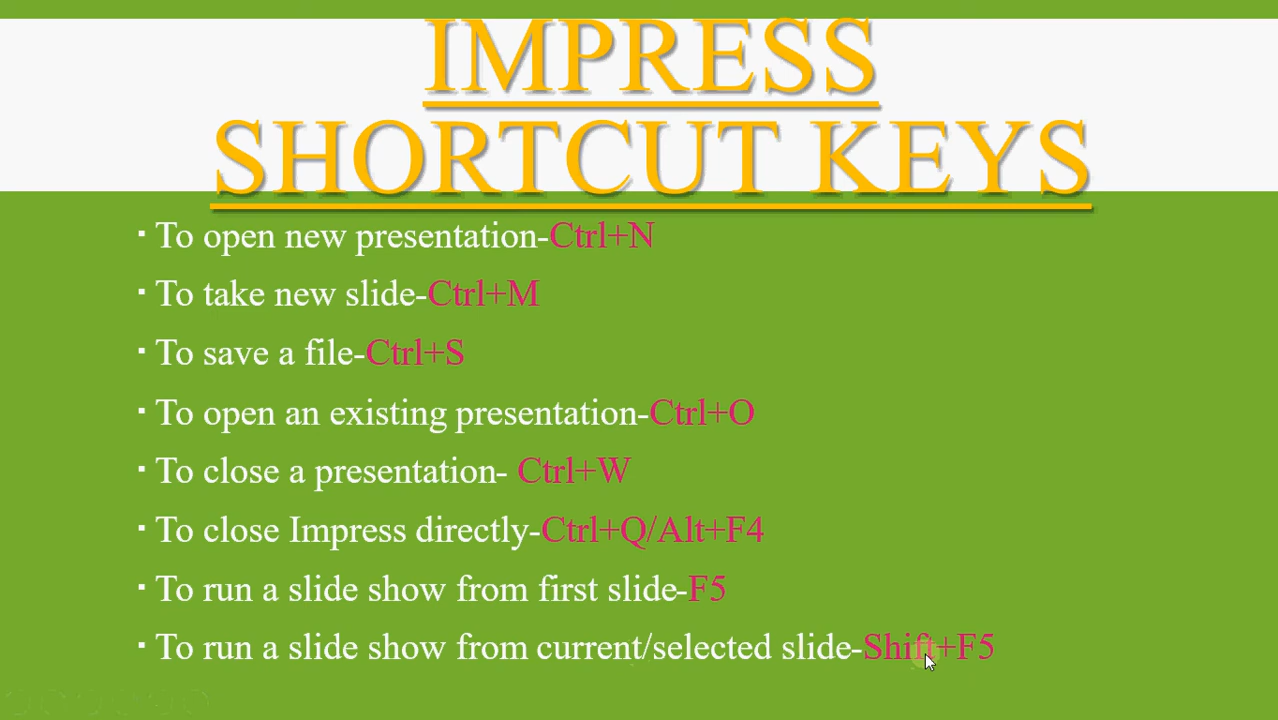 IMPRESS
SHORTCUT KEYS
▪ To open new presentation-Ctrl+N
▪ To take new slide-Ctrl+M
▪ To save a file-Ctrl+S
▪ To open an existing presentation-Ctrl+O
▪ To close a presentation- Ctrl+W
▪ To close Impress directly-Ctrl+Q/Alt+F4
▪ To run a slide show from first slide-F5
▪ To run a slide show from current/selected slide-Shift+F5